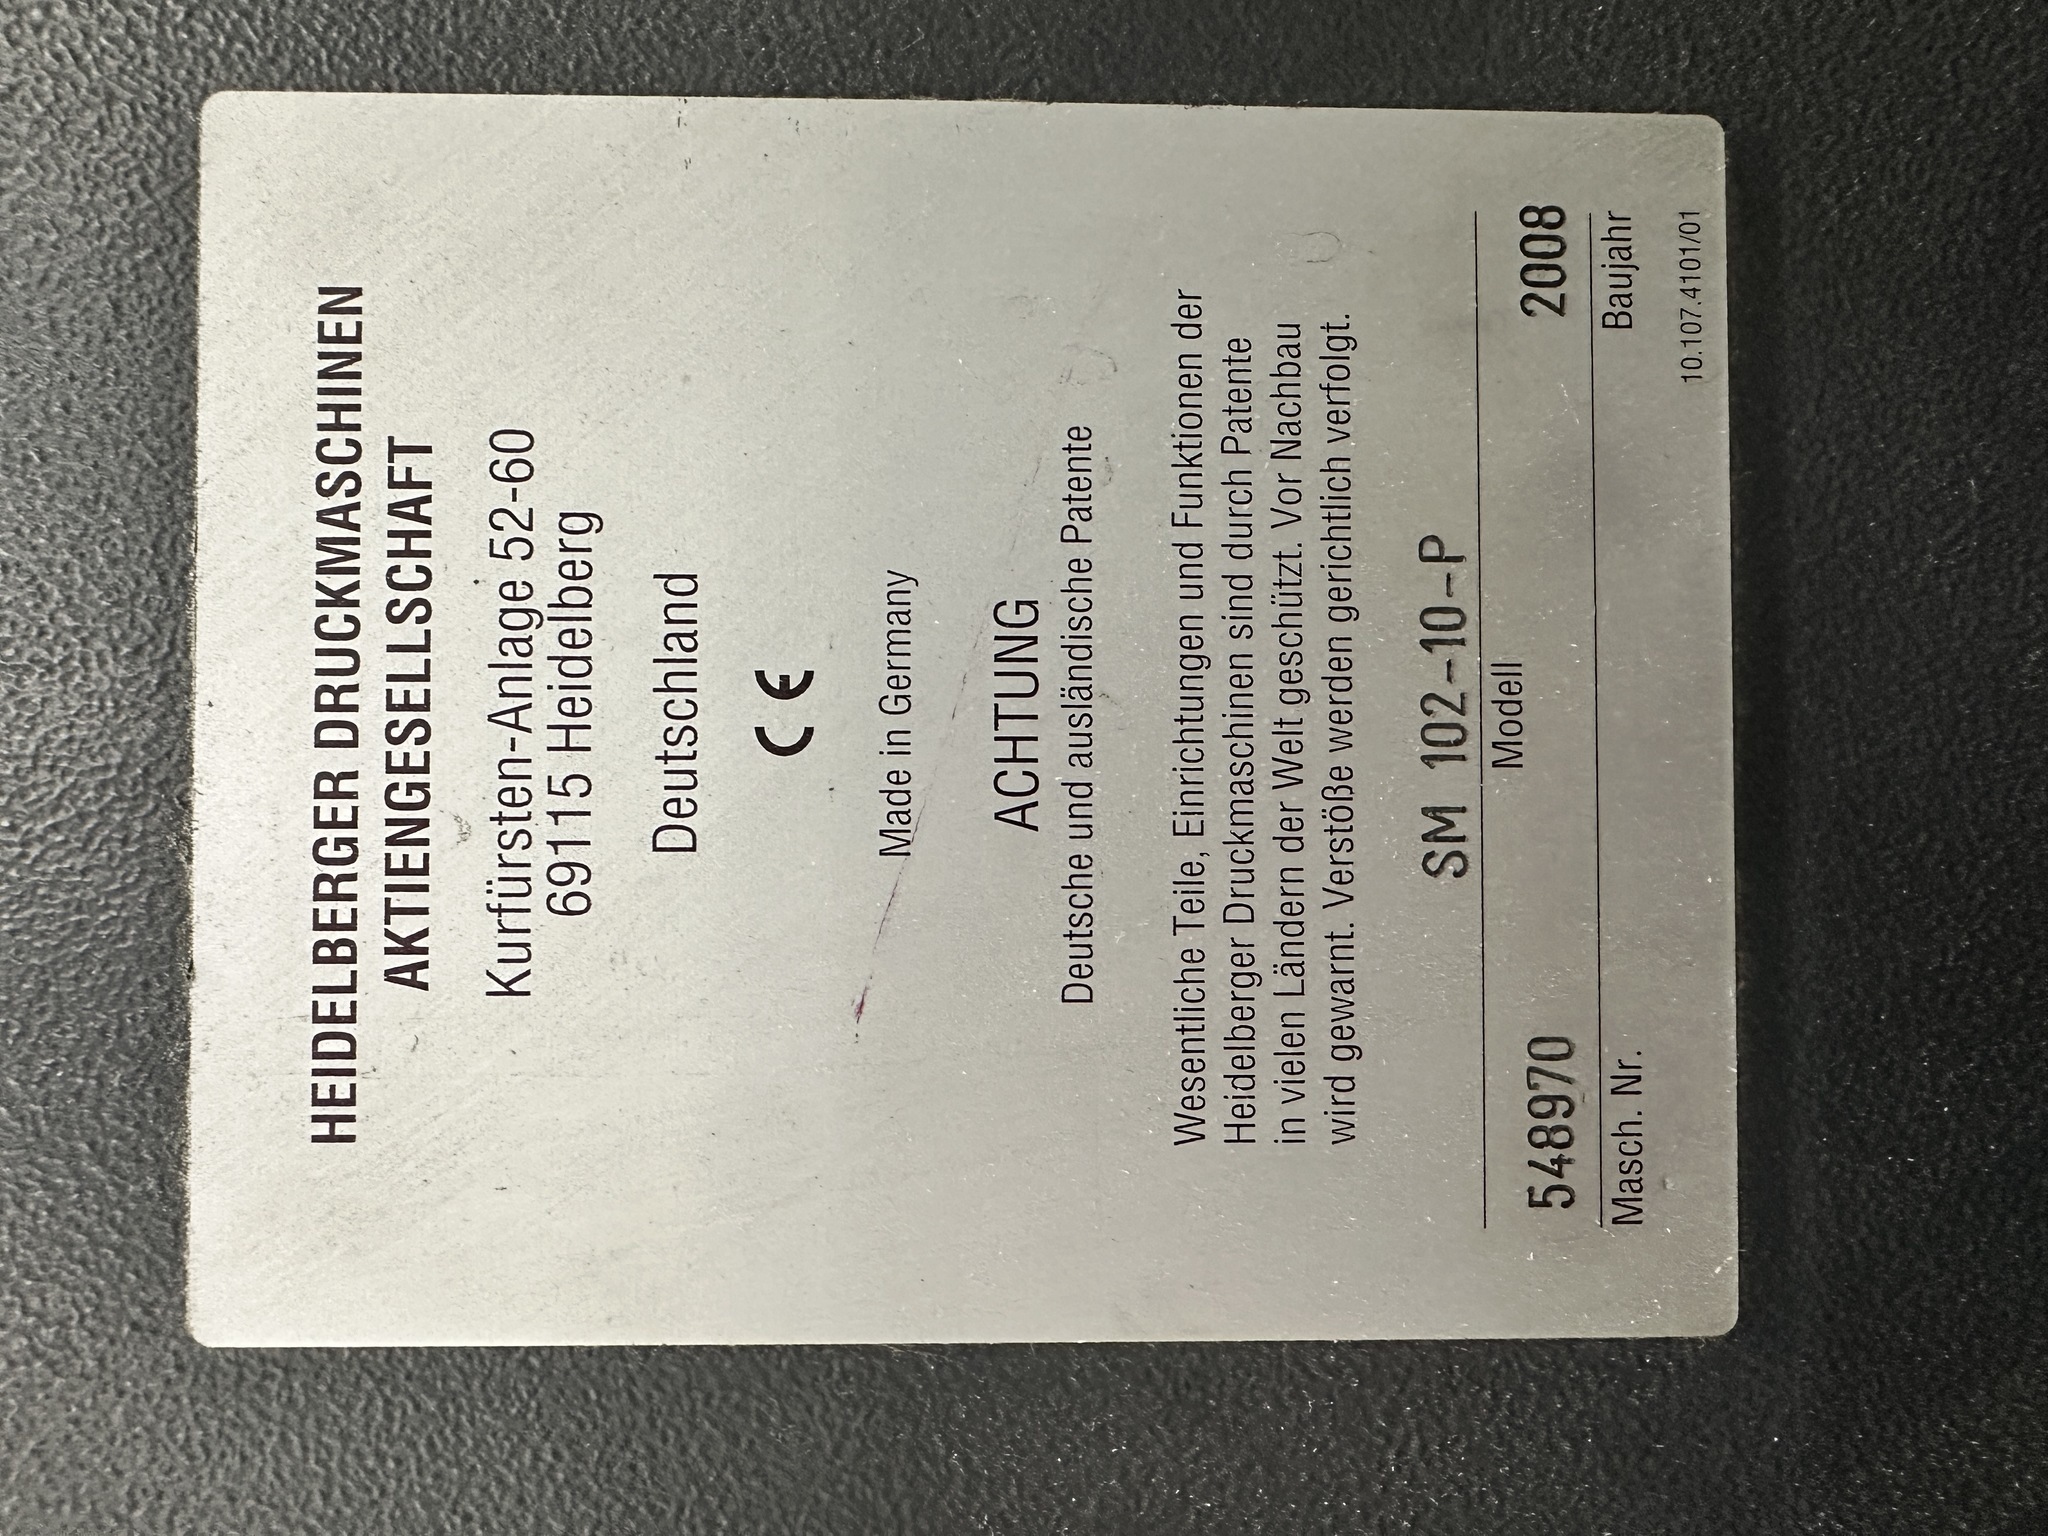 HEIDELBERGER DRUCKMASCHINEN
AKTIENGESELLSCHAFT
Kurfürsten-Anlage 52-60
69115 Heidelberg
Deutschland
CE
Made in Germany
ACHTUNG
Deutsche und ausländische Patente
Wesentliche Teile, Einrichtungen und Funktionen der
Heidelberger Druckmaschinen sind durch Patente
in vielen Ländern der Welt geschützt. Vor Nachbau
wird gewarnt. Verstöße werden gerichtlich verfolgt.
SM 102-10-P
Modell
548970 2008
Masch. Nr. Baujahr
10.107.4101/01